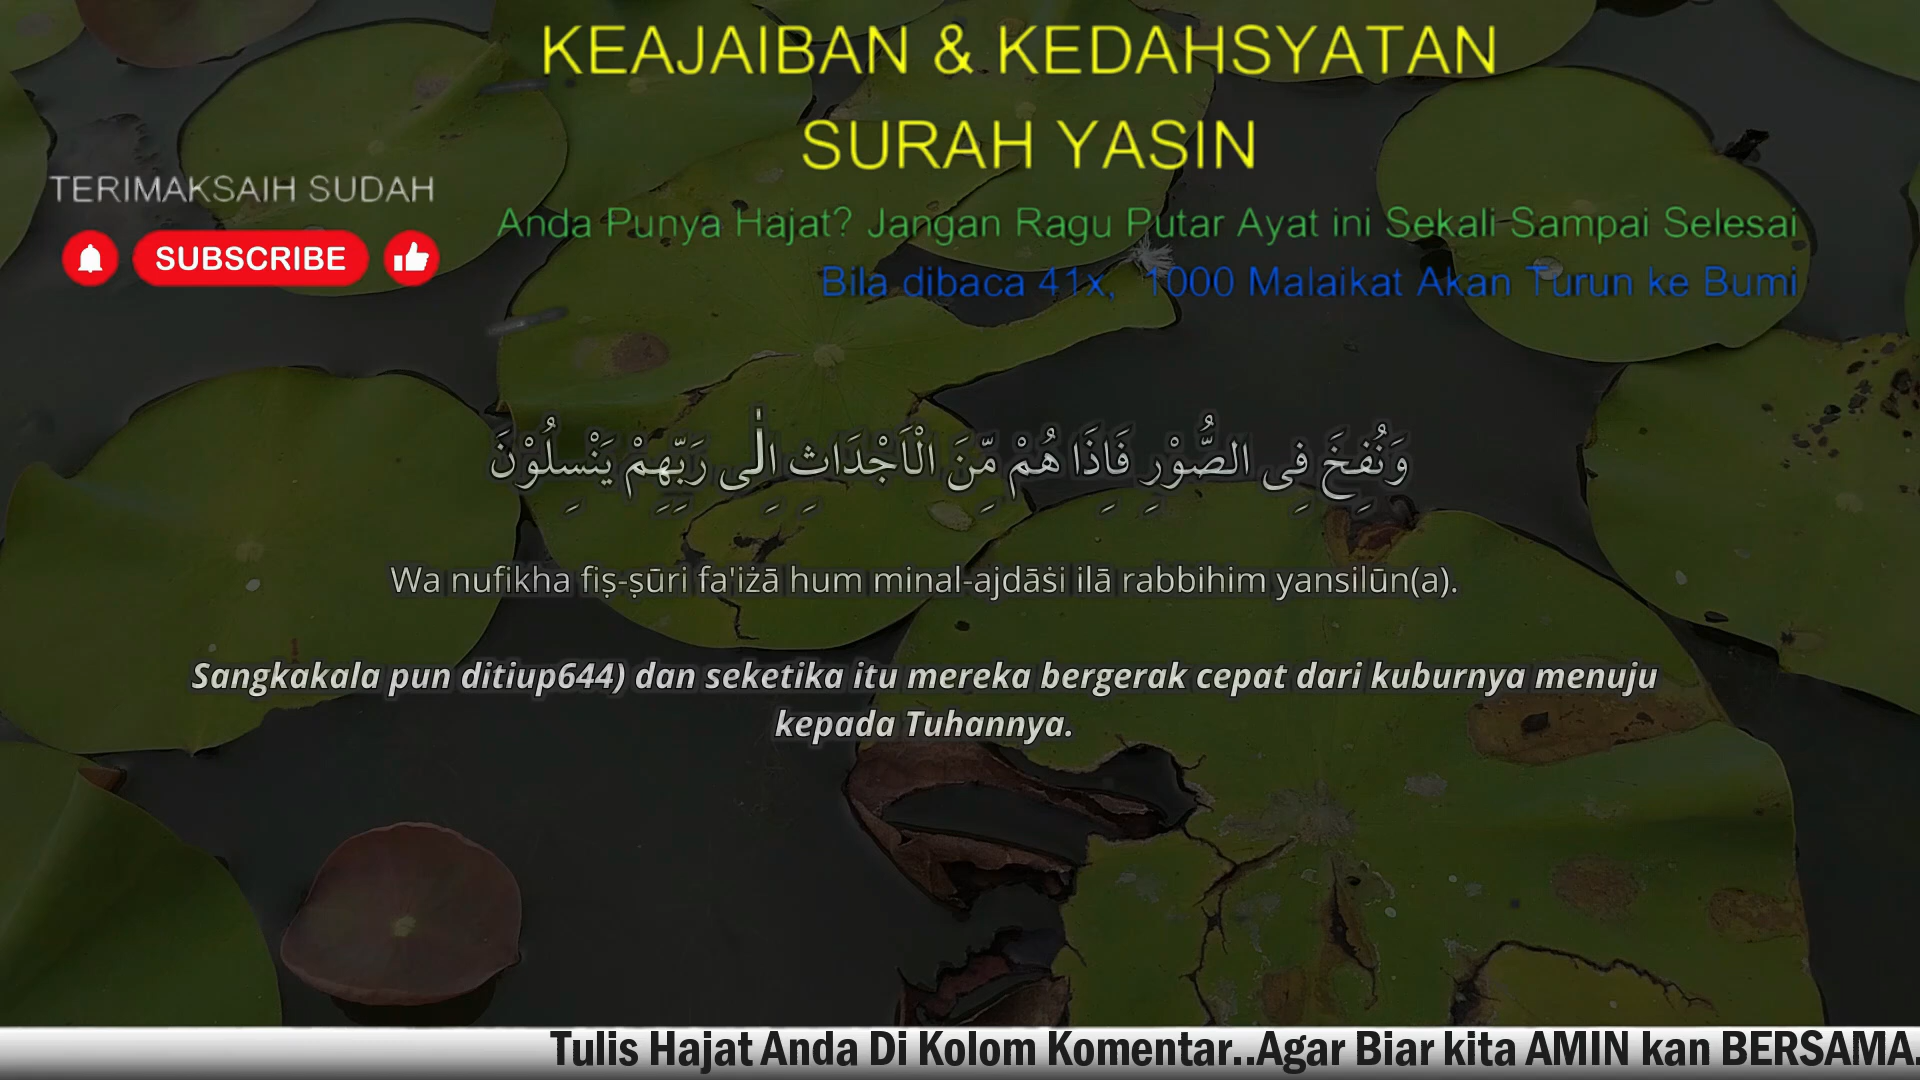 KEAJAIBAN & KEDAHSYATAN
SURAH YASIN
TERIMAKSAIH SUDAH
SUBSCRIBE
Anda Punya Hajat? Jangan Ragu Putar Ayat ini Sekali Sampai Selesai
Bila dibaca 41x, 1000 Malaikat Akan Turun ke Bumi
وَنُفِخَ فِى الصُّوْرِ فَاِذَا هُمْ مِّنَ الْاَجْدَاثِ اِلٰى رَبِّهِمْ يَنْسِلُوْنَ
Wa nufikha fiṣ-ṣūri fa'iżā hum minal-ajdāṡi ilā rabbihim yansilūn(a).
Sangkakala pun ditiup644) dan seketika itu mereka bergerak cepat dari kuburnya menuju
kepada Tuhannya.
Tulis Hajat Anda Di Kolom Komentar..Agar Biar kita AMIN kan BERSAMA.